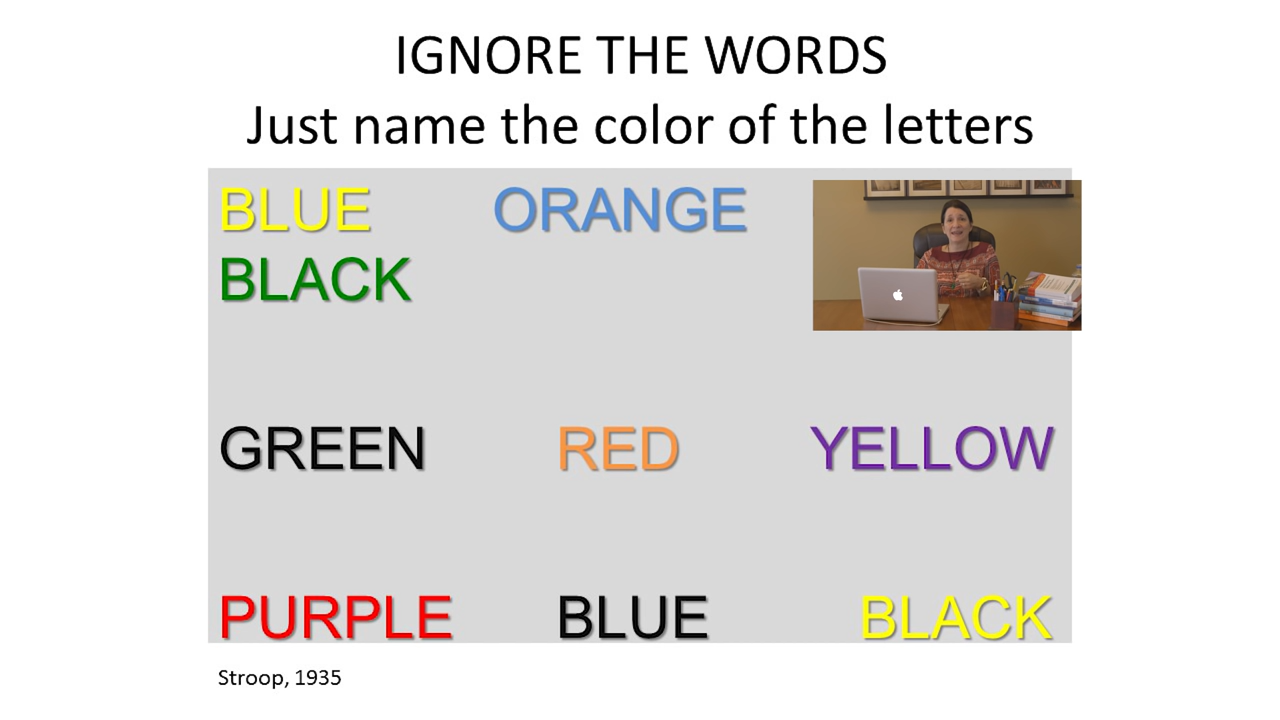 IGNORE THE WORDS
Just name the color of the letters
BLUE ORANGE
BLACK
GREEN RED YELLOW
PURPLE BLUE BLACK
Stroop, 1935